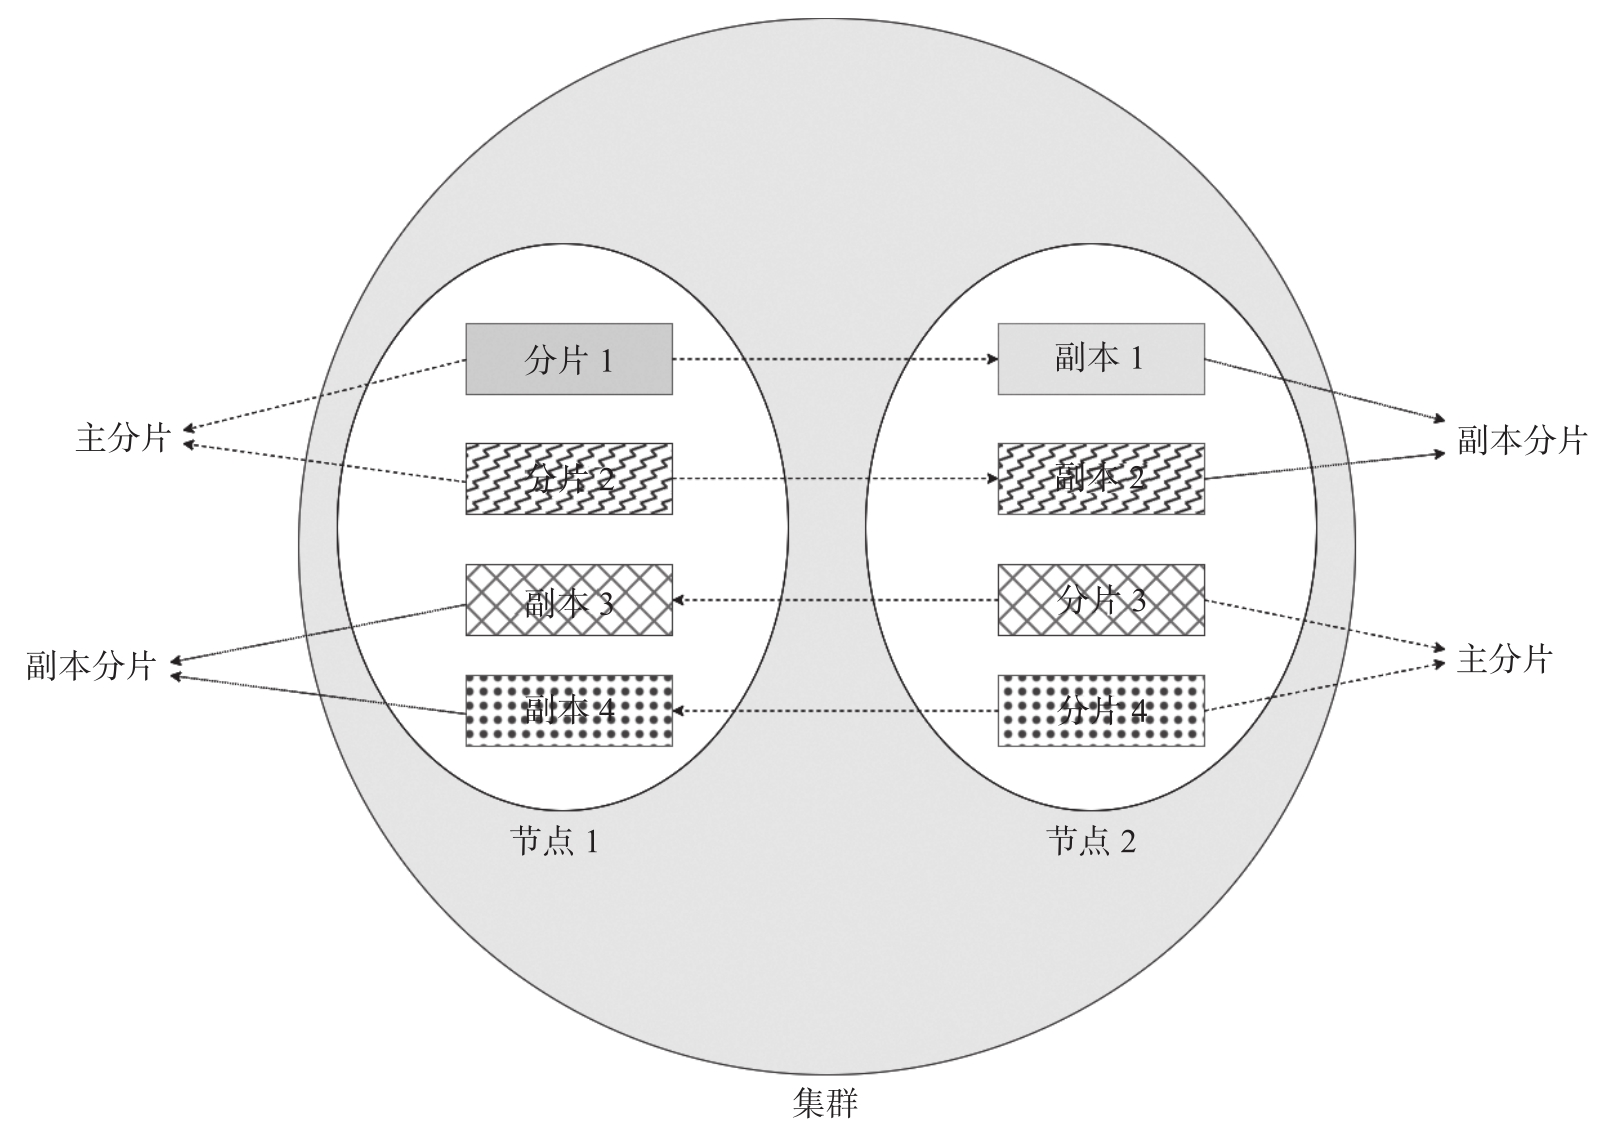 分片 1
副本 1
主分片
副本分片
分片 2
副本 2
副本 3
分片 3
副本分片
主分片
副本 4
分片 4
节点 1
节点 2
集群